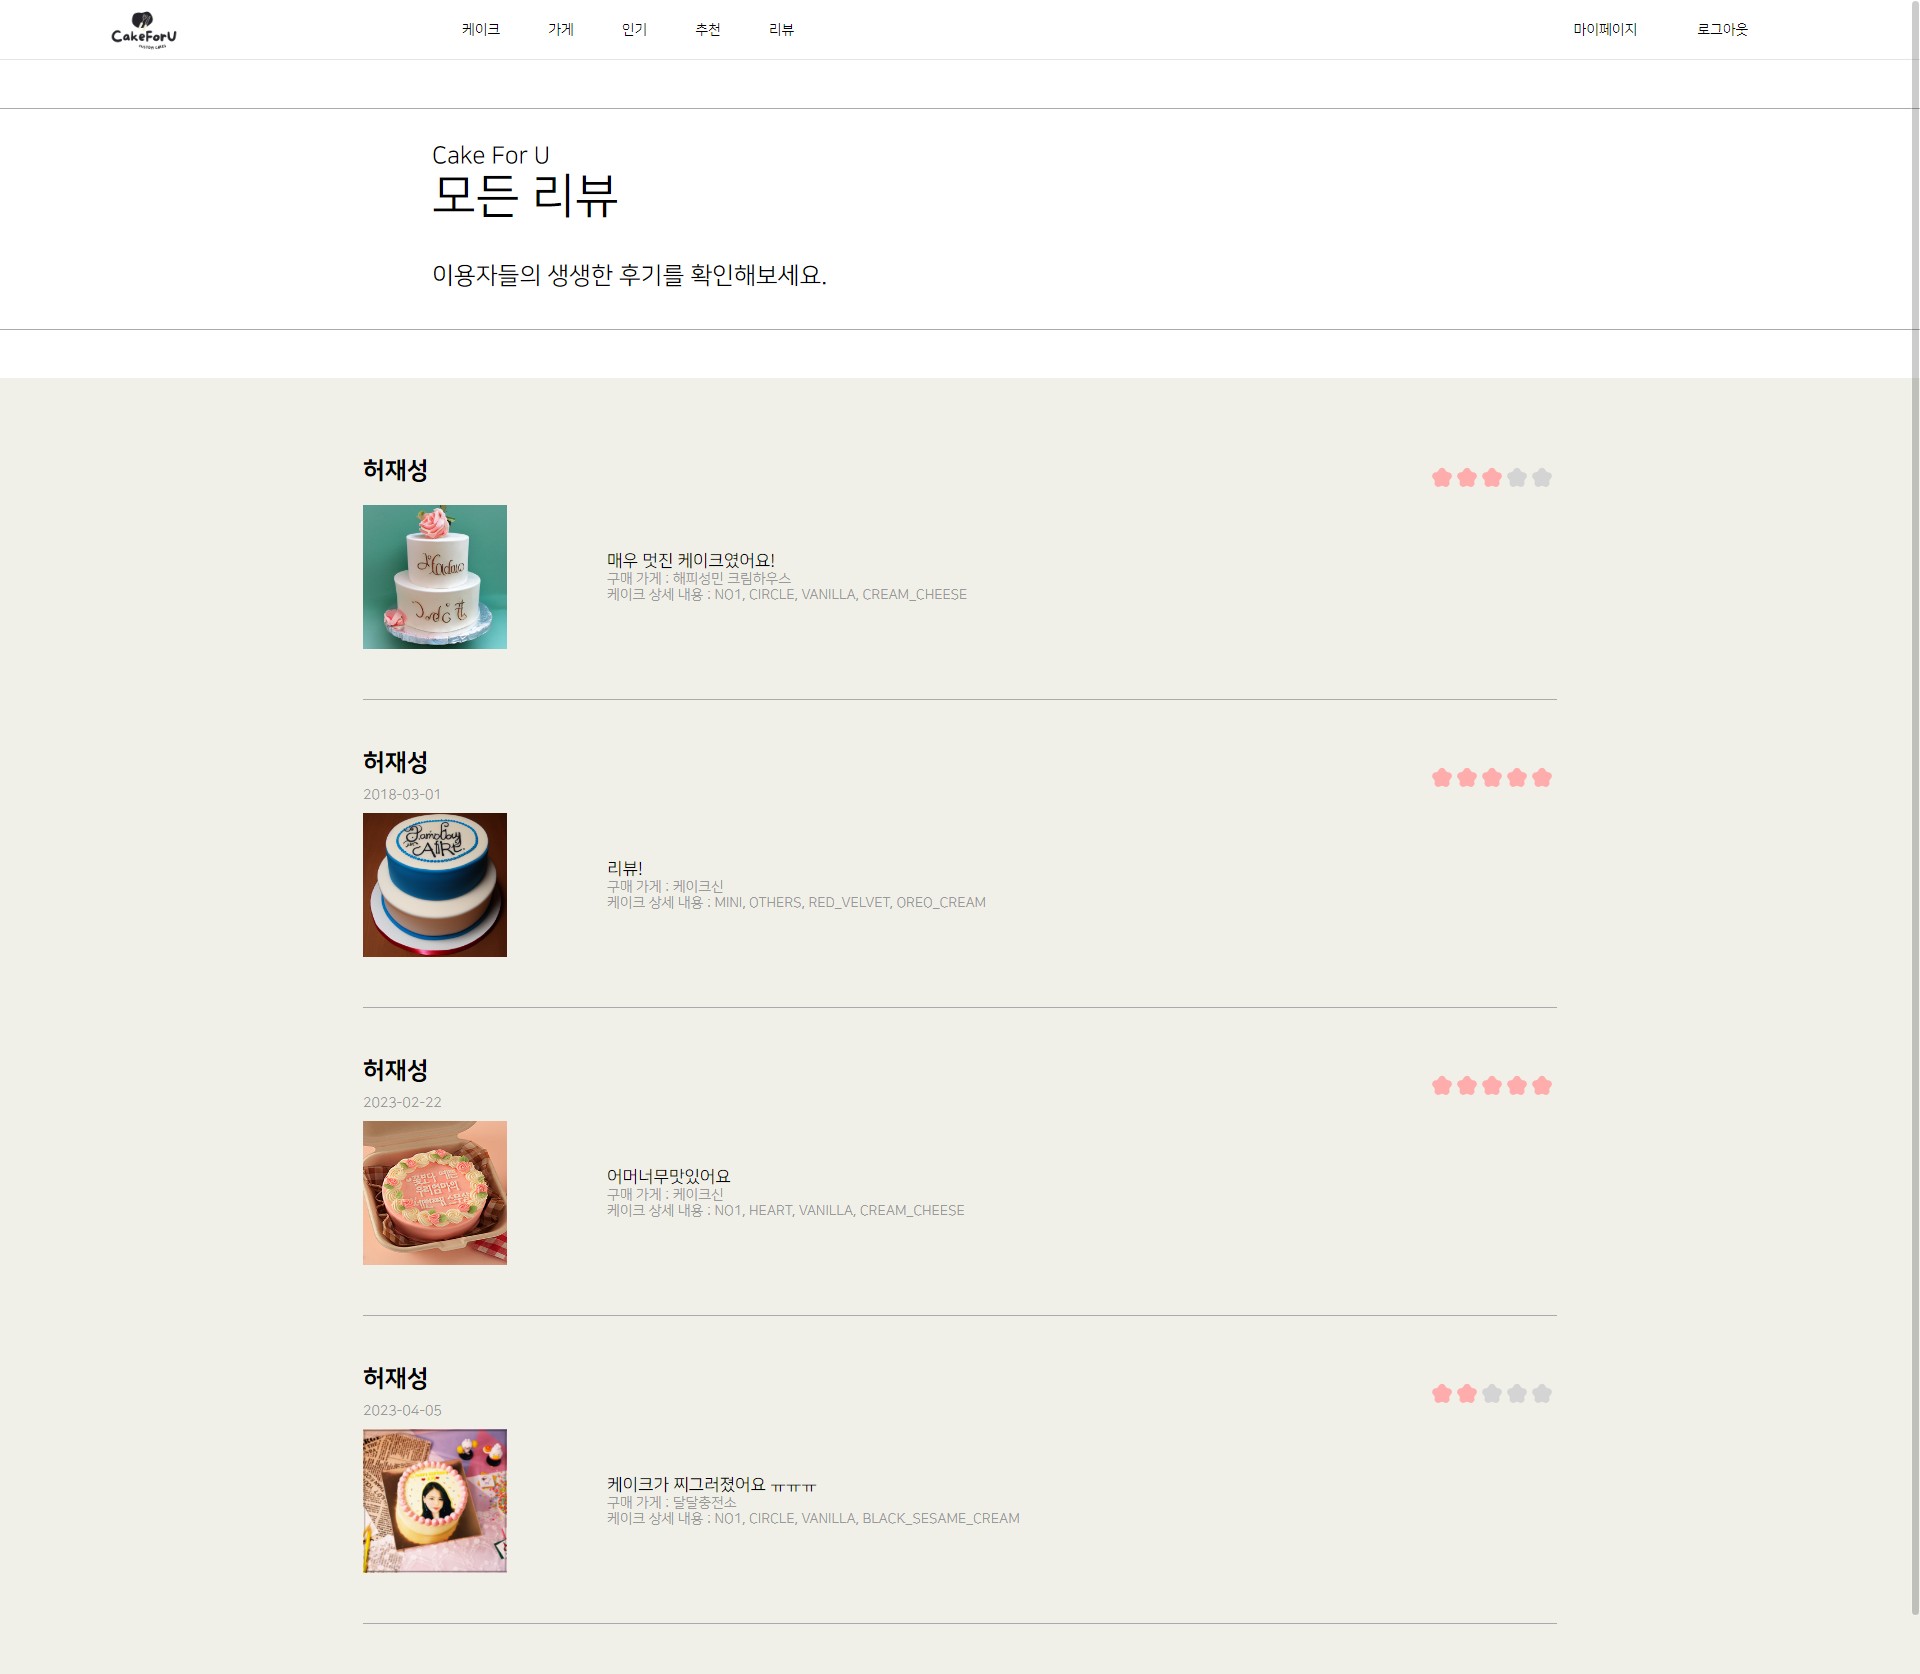 CakeForU
케이크
가게
인기
추천
리뷰
마이페이지
로그아웃
Cake For U
모든 리뷰
이용자들의 생생한 후기를 확인해보세요.
허재성
매우 멋진 케이크였어요!
구매 가게 : 해피성민 크림하우스
케이크 상세 내용 : NO1, CIRCLE, VANILLA, CREAM_CHEESE
허재성
2018-03-01
리뷰!
구매 가게 : 케이크신
케이크 상세 내용 : MINI, OTHERS, RED_VELVET, OREO_CREAM
허재성
2023-02-22
어머너무맛있어요
구매 가게 : 케이크신
케이크 상세 내용 : NO1, HEART, VANILLA, CREAM_CHEESE
허재성
2023-04-05
케이크가 찌그러졌어요 ㅠㅠㅠ
구매 가게 : 달달충전소
케이크 상세 내용 : NO1, CIRCLE, VANILLA, BLACK_SESAME_CREAM